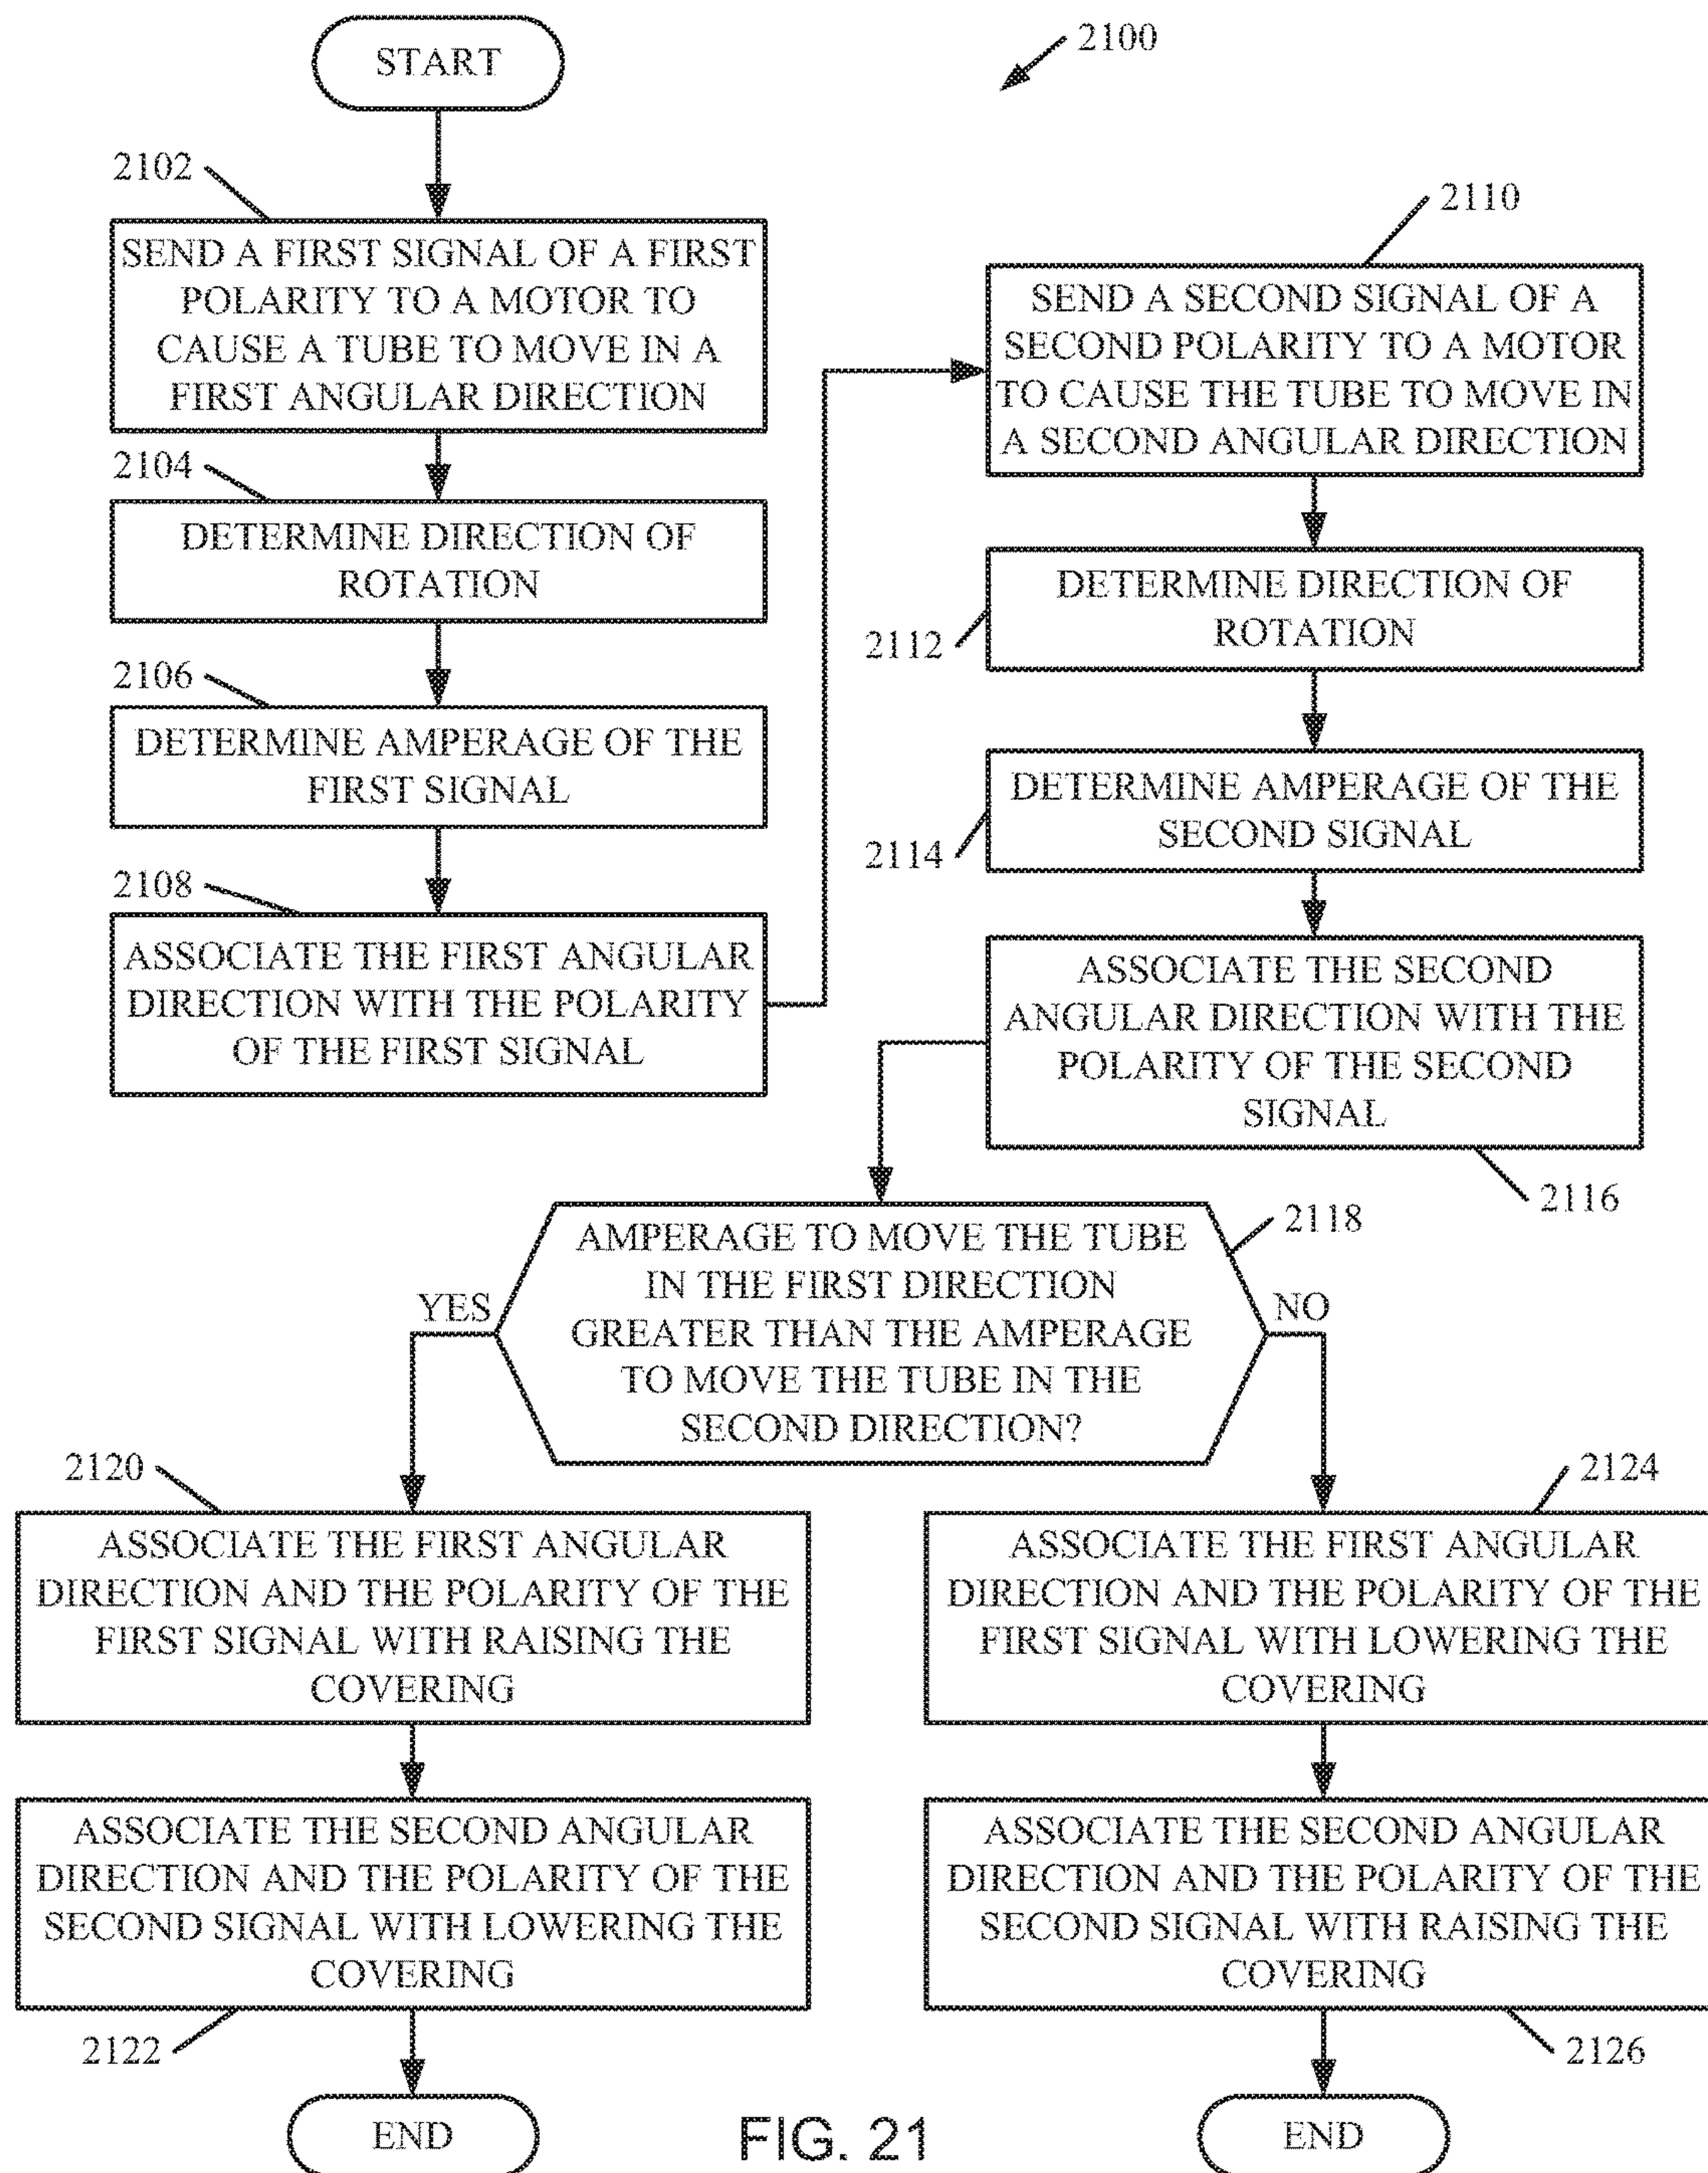 START
2100
2102
SEND A FIRST SIGNAL OF A FIRST
POLARITY TO A MOTOR TO
CAUSE A TUBE TO MOVE IN A
FIRST ANGULAR DIRECTION
2104
DETERMINE DIRECTION OF
ROTATION
2106
DETERMINE AMPERAGE OF THE
FIRST SIGNAL
2108
ASSOCIATE THE FIRST ANGULAR
DIRECTION WITH THE POLARITY
OF THE FIRST SIGNAL
2110
SEND A SECOND SIGNAL OF A
SECOND POLARITY TO A MOTOR
TO CAUSE THE TUBE TO MOVE IN
A SECOND ANGULAR DIRECTION
DETERMINE DIRECTION OF
ROTATION
2112
DETERMINE AMPERAGE OF THE
SECOND SIGNAL
2114
ASSOCIATE THE SECOND
ANGULAR DIRECTION WITH THE
POLARITY OF THE SECOND
SIGNAL
2116
2118
AMPERAGE TO MOVE THE TUBE
IN THE FIRST DIRECTION
GREATER THAN THE AMPERAGE
TO MOVE THE TUBE IN THE
SECOND DIRECTION?
YES
NO
2120
ASSOCIATE THE FIRST ANGULAR
DIRECTION AND THE POLARITY OF THE
FIRST SIGNAL WITH RAISING THE
COVERING
ASSOCIATE THE SECOND ANGULAR
DIRECTION AND THE POLARITY OF THE
SECOND SIGNAL WITH LOWERING THE
COVERING
2122
END
2124
ASSOCIATE THE FIRST ANGULAR
DIRECTION AND THE POLARITY OF THE
FIRST SIGNAL WITH LOWERING THE
COVERING
ASSOCIATE THE SECOND ANGULAR
DIRECTION AND THE POLARITY OF THE
SECOND SIGNAL WITH RAISING THE
COVERING
2126
END
FIG. 21